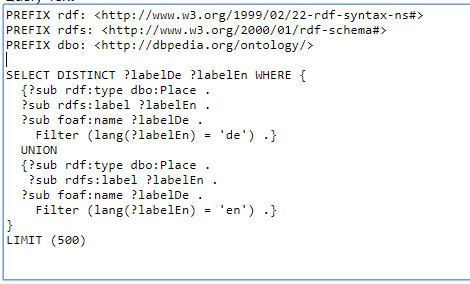 PREFIX rdf: <http://www.w3.org/1999/02/22-rdf-syntax-ns#>
PREFIX rdfs: <http://www.w3.org/2000/01/rdf-schema#>
PREFIX dbo: <http://dbpedia.org/ontology/>

SELECT DISTINCT ?labelDe ?labelEn WHERE {
  {?sub rdf:type dbo:Place .
  ?sub rdfs:label ?labelEn .
  ?sub foaf:name ?labelDe .
    Filter (lang(?labelEn) = 'de') .}
  UNION
  {?sub rdf:type dbo:Place .
   ?sub rdfs:label ?labelEn .
  ?sub foaf:name ?labelDe .
    Filter (lang(?labelEn) = 'en') .}
}
LIMIT (500)